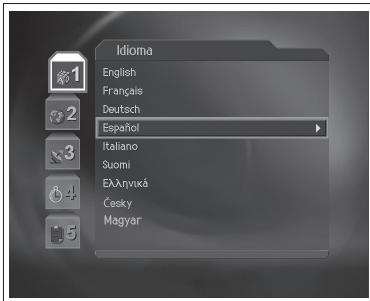 Idioma
1
English
Français
2
Deutsch
Español
3
Italiano
Suomi
4
Ελληνικά
Česky
5
Magyar